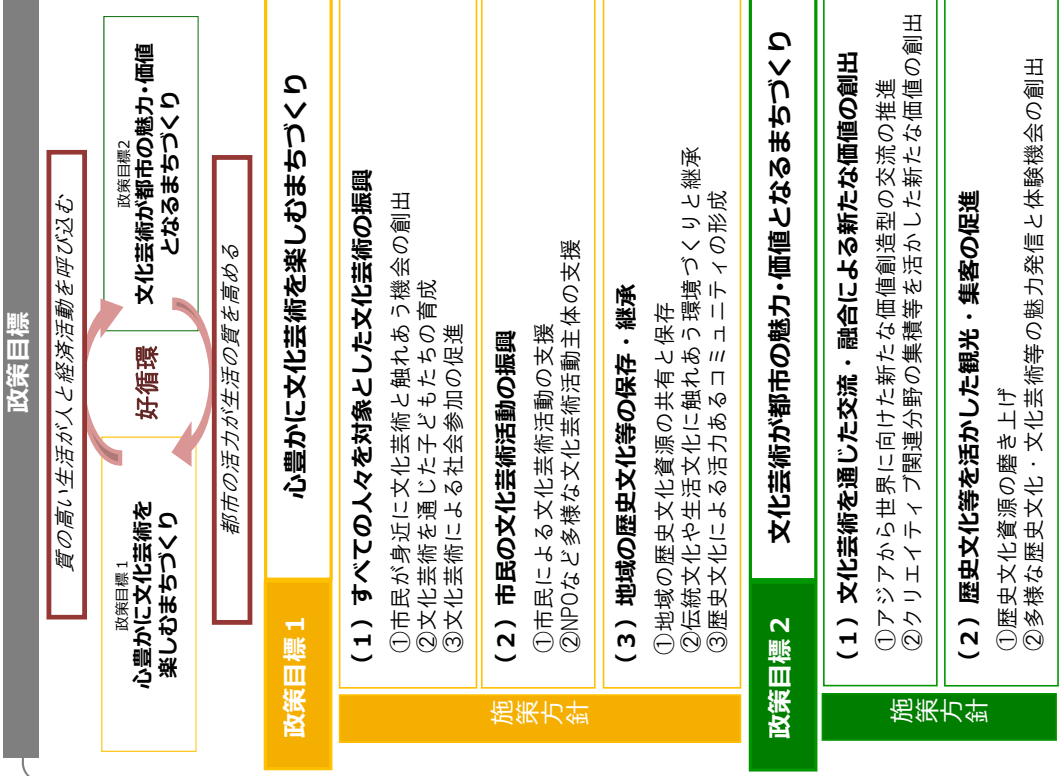 政策目標
質の高い生活が人と経済活動を呼び込む
政策目標1
心豊かに文化芸術を
楽しむまちづくり
好循環
政策目標2
文化芸術が都市の魅力・価値
となるまちづくり
都市の活力が生活の質を高める
政策目標1
心豊かに文化芸術を楽しむまちづくり
施策方針
(1)すべての人々を対象とした文化芸術の振興
①市民が身近に文化芸術と触れあう機会の創出
②文化芸術を通じた子どもたちの育成
③文化芸術による社会参加の促進
(2)市民の文化芸術活動の振興
①市民による文化芸術活動の支援
②NPOなど多様な文化芸術活動主体の支援
(3)地域の歴史文化等の保存・継承
①地域の歴史文化資源の共有と保存
②伝統文化や生活文化に触れあう環境づくりと継承
③歴史文化による活力あるコミュニティの形成
政策目標2
文化芸術が都市の魅力・価値となるまちづくり
施策方針
(1)文化芸術を通じた交流・融合による新たな価値の創出
①アジアから世界に向けた新たな価値創造型の交流の推進
②クリエイティブ関連分野の集積等を活かした新たな価値の創出
(2)歴史文化等を活かした観光・集客の促進
①歴史文化資源の磨き上げ
②多様な歴史文化・文化芸術等の魅力発信と体験機会の創出